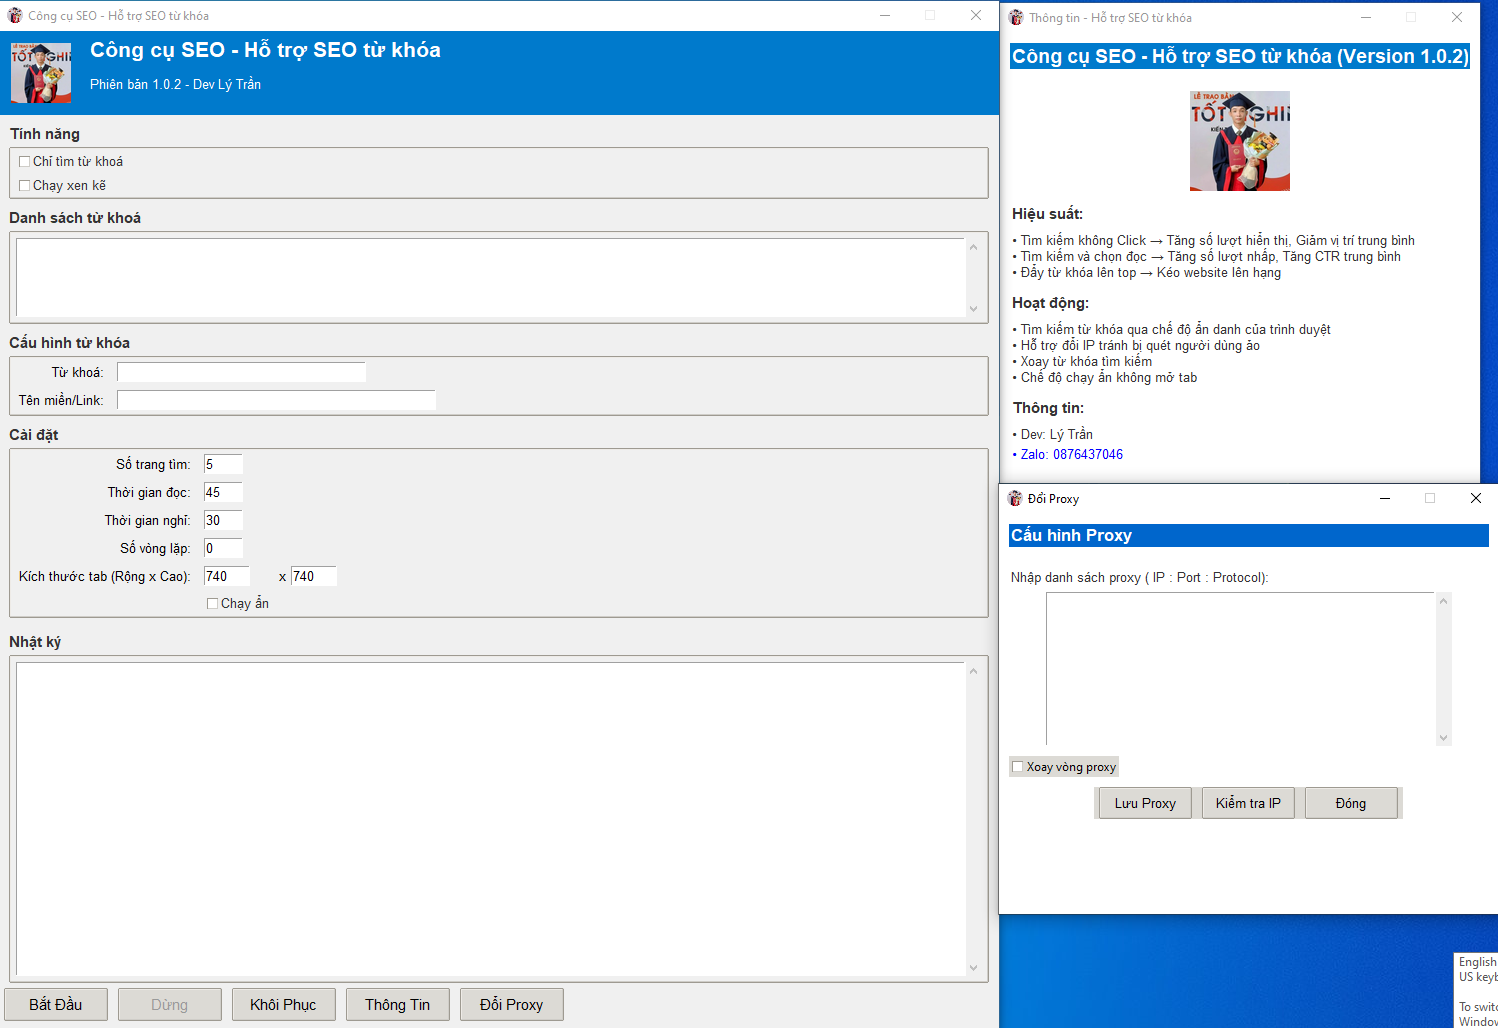 Công cụ SEO - Hỗ trợ SEO từ khóa
Công cụ SEO - Hỗ trợ SEO từ khóa
Phiên bản 1.0.2 - Dev Lý Trần
LỄ TRAO BẰN
TỐT NGHI
Tính năng
Chỉ tìm từ khoá
Chạy xen kẽ
Danh sách từ khoá
Cấu hình từ khóa
Từ khoá:
Tên miền/Link:
Cài đặt
Số trang tìm: 5
Thời gian đọc: 45
Thời gian nghỉ: 30
Số vòng lặp: 0
Kích thước tab (Rộng x Cao): 740 x 740
Chạy ẩn
Nhật ký
Bắt Đầu Dừng Khôi Phục Thông Tin Đổi Proxy
Thông tin - Hỗ trợ SEO từ khóa
Công cụ SEO - Hỗ trợ SEO từ khóa (Version 1.0.2)
LỄ TRAO BẰN
TỐT NGHI
KIẾN
Hiệu suất:
• Tìm kiếm không Click → Tăng số lượt hiển thị, Giảm vị trí trung bình
• Tìm kiếm và chọn đọc → Tăng số lượt nhấp, Tăng CTR trung bình
• Đẩy từ khóa lên top → Kéo website lên hạng
Hoạt động:
• Tìm kiếm từ khóa qua chế độ ẩn danh của trình duyệt
• Hỗ trợ đổi IP tránh bị quét người dùng ảo
• Xoay từ khóa tìm kiếm
• Chế độ chạy ẩn không mở tab
Thông tin:
• Dev: Lý Trần
• Zalo: 0876437046
Đổi Proxy
Cấu hình Proxy
Nhập danh sách proxy ( IP : Port : Protocol):
Xoay vòng proxy
Lưu Proxy Kiểm tra IP Đóng
English
US keyb
To switc
Window